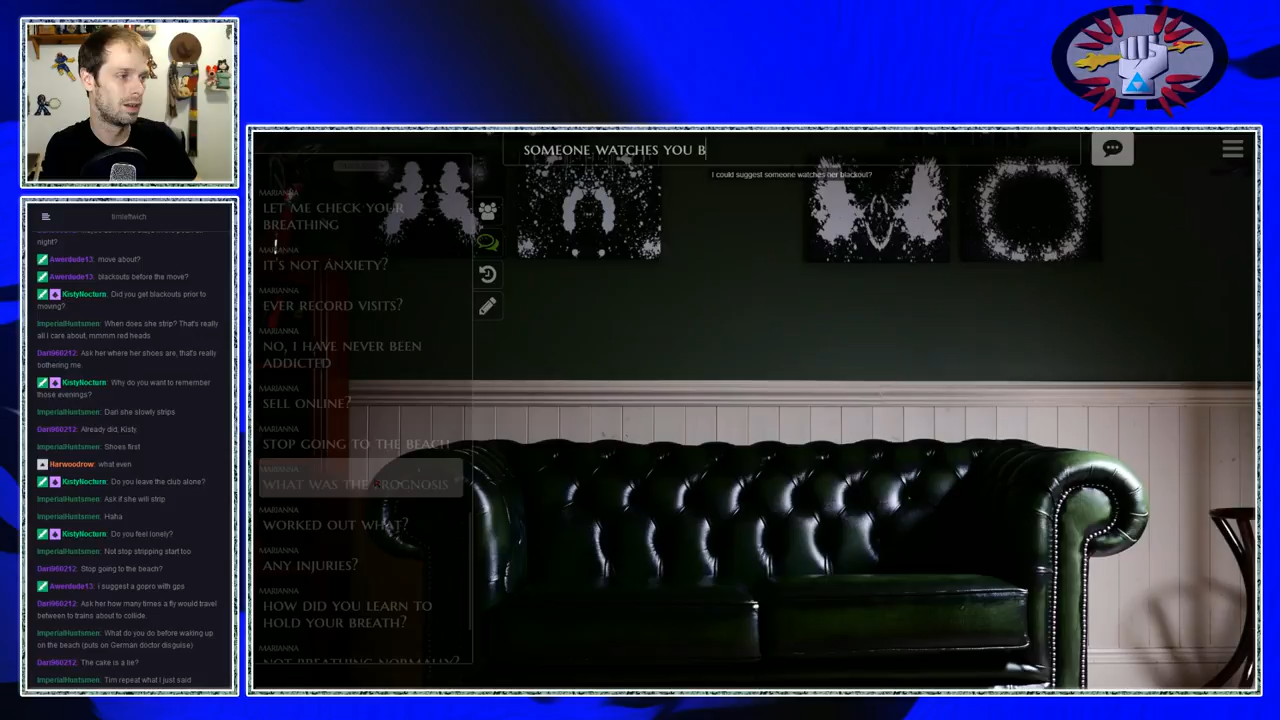 timleftwich
night?
Awerdude13: move about?
Awerdude13: blackouts before the move?
KistyNocturn: Did you get blackouts prior to
moving?
ImperialHuntsmen: When does she strip? That's really
all I care about, mmmm red heads
Dari960212: Ask her where her shoes are, that's really
bothering me.
KistyNocturn: Why do you want to remember
those evenings?
ImperialHuntsmen: Dari she slowly strips
Dari960212: Already did, Kisty.
ImperialHuntsmen: Shoes first
Harwoodrow: what even
KistyNocturn: Do you leave the club alone?
ImperialHuntsmen: Ask if she will strip
ImperialHuntsmen: Haha
KistyNocturn: Do you feel lonely?
ImperialHuntsmen: Not stop stripping start too
Dari960212: Stop going to the beach?
Awerdude13: i suggest a gopro with gps
Dari960212: Ask her how many times a fly would travel
between to trains about to collide.
ImperialHuntsmen: What do you do before waking up
on the beach (puts on German doctor disguise)
Dari960212: The cake is a lie?
ImperialHuntsmen: Tim repeat what I just said
SOMEONE WATCHES YOU B
I could suggest someone watches her blackout?
MARIANNA
LET ME CHECK YOUR
BREATHING
MARIANNA
IT'S NOT ANXIETY?
MARIANNA
EVER RECORD VISITS?
MARIANNA
NO, I HAVE NEVER BEEN
ADDICTED
MARIANNA
SELL ONLINE?
MARIANNA
STOP GOING TO THE BEACH
MARIANNA
WHAT WAS THE PROGNOSIS
MARIANNA
WORKED OUT WHAT?
MARIANNA
ANY INJURIES?
MARIANNA
HOW DID YOU LEARN TO
HOLD YOUR BREATH?
MARIANNA
NOT BREATHING NORMALLY?